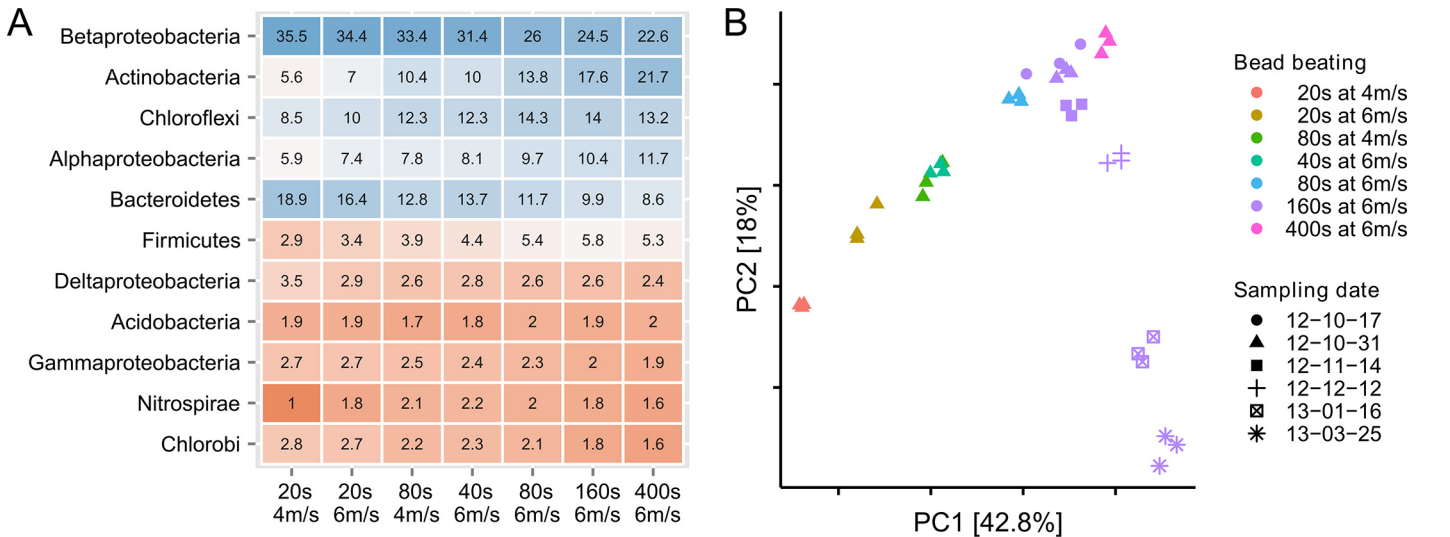 A
Betaproteobacteria 35.5 34.4 33.4 31.4 26 24.5 22.6
Actinobacteria 5.6 7 10.4 10 13.8 17.6 21.7
Chloroflexi 8.5 10 12.3 12.3 14.3 14 13.2
Alphaproteobacteria 5.9 7.4 7.8 8.1 9.7 10.4 11.7
Bacteroidetes 18.9 16.4 12.8 13.7 11.7 9.9 8.6
Firmicutes 2.9 3.4 3.9 4.4 5.4 5.8 5.3
Deltaproteobacteria 3.5 2.9 2.6 2.8 2.6 2.6 2.4
Acidobacteria 1.9 1.9 1.7 1.8 2 1.9 2
Gammaproteobacteria 2.7 2.7 2.5 2.4 2.3 2 1.9
Nitrospirae 1 1.8 2.1 2.2 2 1.8 1.6
Chlorobi 2.8 2.7 2.2 2.3 2.1 1.8 1.6
20s 20s 80s 40s 80s 160s 400s
4m/s 6m/s 4m/s 6m/s 6m/s 6m/s 6m/s
B
PC2 [18%]
PC1 [42.8%]
Bead beating
20s at 4m/s
20s at 6m/s
80s at 4m/s
40s at 6m/s
80s at 6m/s
160s at 6m/s
400s at 6m/s
Sampling date
12−10−17
12−10−31
12−11−14
12−12−12
13−01−16
13−03−25